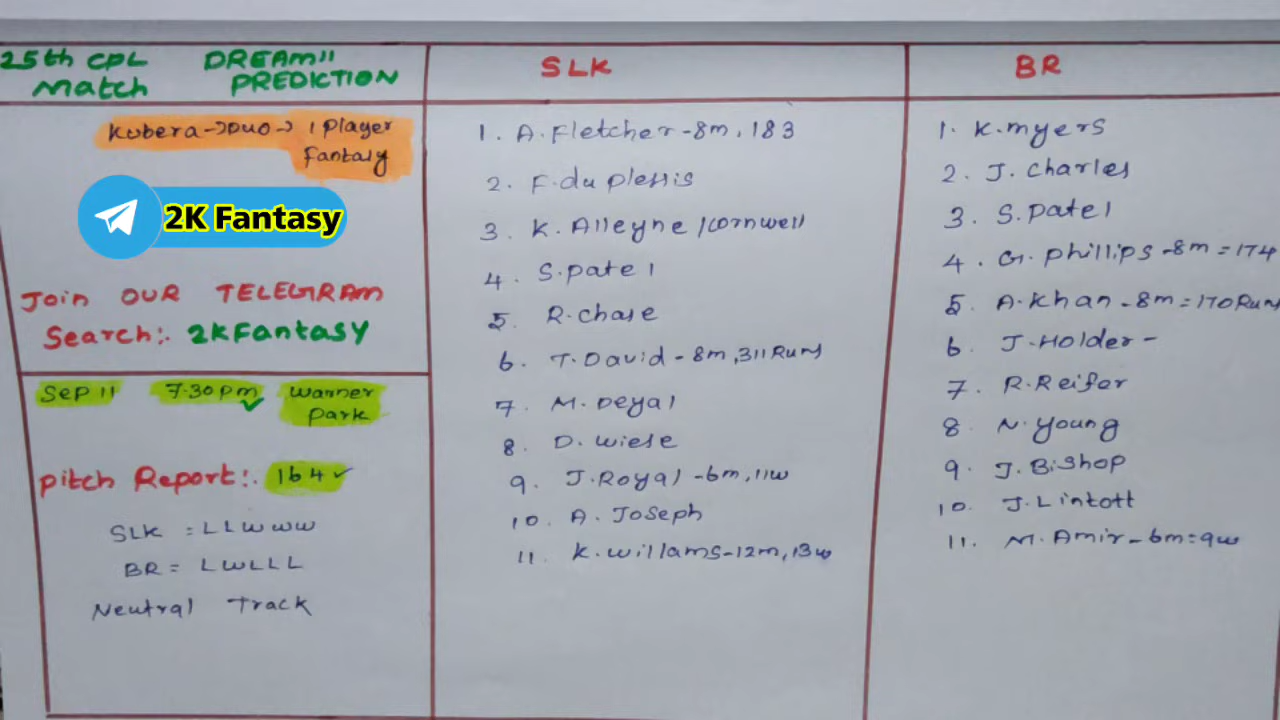 25th CPL DREAM11
Match PREDICTION
Kubera->Duo-> 1 Player
Fantasy
2K Fantasy
Join OUR TELEGRAM
Search:. 2KFantasy
Sep 11 7.30pm Warner
Park
Pitch Report:. 164
SLK = LLWWW
BR = LWLLL
Neutral Track
SLK
1. A. Fletcher - 8m, 183
2. F. du plessis
3. K. Alleyne / Cornwell
4. S. patel
5. R. chase
6. T. David - 8m, 311 Runs
7. M. Deyal
8. D. wiese
9. J. Royal - 6m, 11w
10. A. Joseph
11. K. willams - 12m, 13w
BR
1. K. myers
2. J. charles
3. S. patel
4. G. phillips - 8m = 174
5. A. Khan - 8m = 170 Runs
6. J. Holder -
7. R. Reifer
8. N. young
9. J. Bishop
10. J. Lintott
11. M. Amir - 6m = 9w